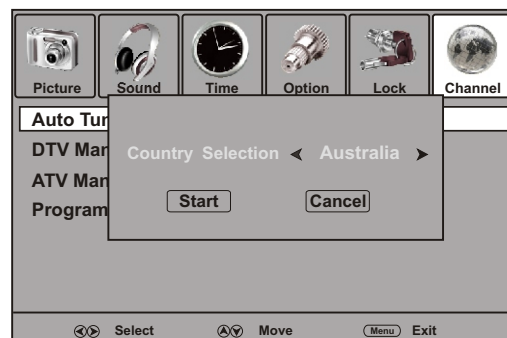 Picture Sound Time Option Lock Channel
Auto Tun
DTV Man
ATV Man
Program
Country Selection Australia
Start Cancel
Select Move Menu Exit